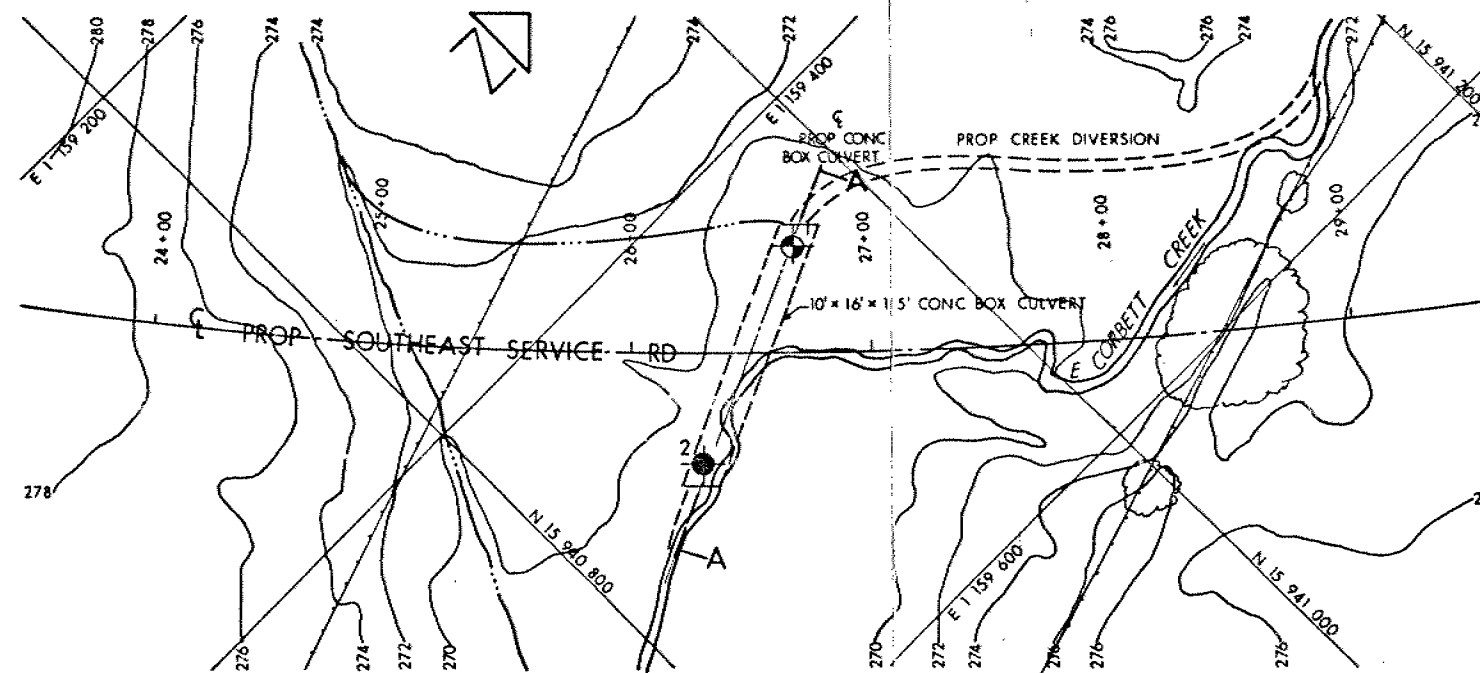 280
278
276
274
274
274
272
274
276
276
274
272
N 15 941 200
E 1 159 200
E 1 159 400
℄
PROP CONC
BOX CULVERT
PROP CREEK DIVERSION
A
24+00
25+00
26+00
27+00
28+00
29+00
E CORBETT CREEK
10' × 16' × 1 5' CONC BOX CULVERT
℄ PROP SOUTHEAST SERVICE RD
2
278
N 15 940 800
A
E 1 159 600
N 15 941 000
276
274
272
270
270
272
274
276
276
276